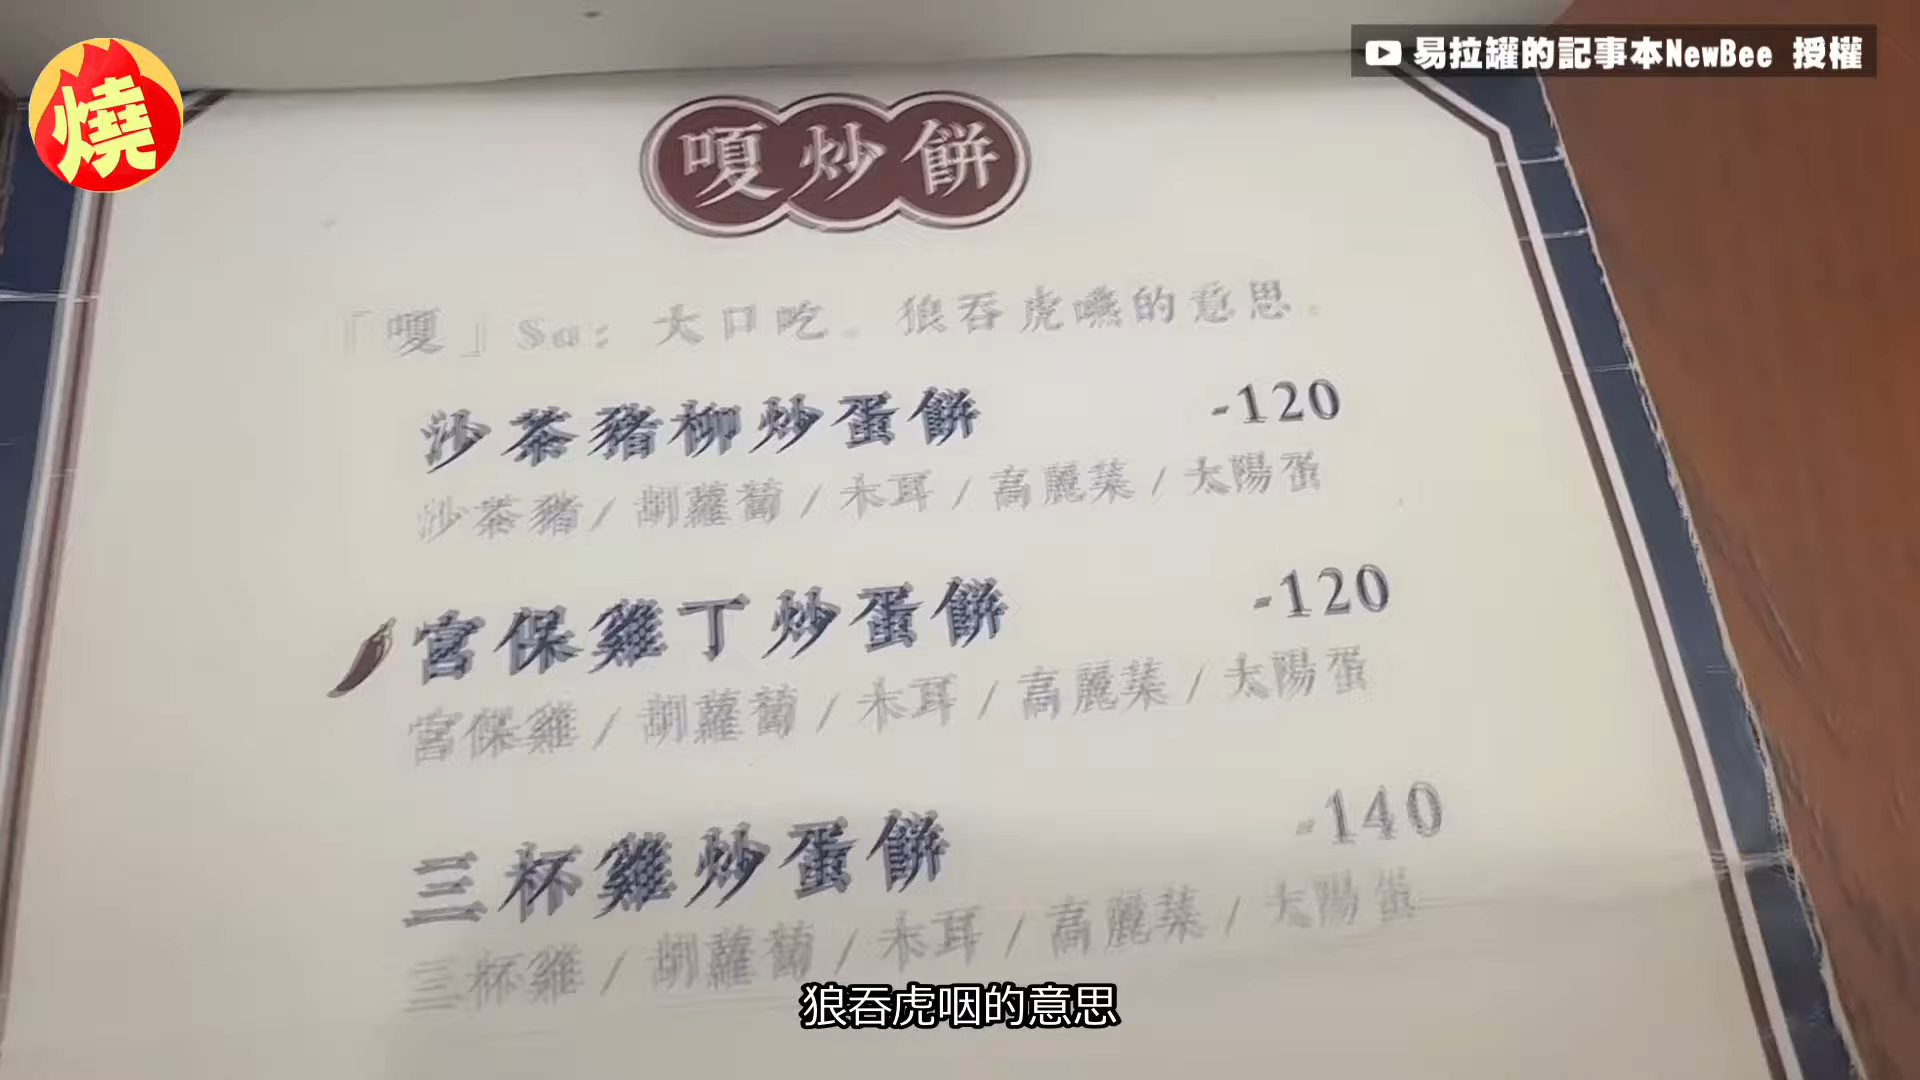 燒
易拉罐的記事本NewBee 授權
嗄炒餅
「嗄」Sa：大口吃。狼吞虎嚥的意思。
沙茶豬柳炒蛋餅 -120
沙茶豬/胡蘿蔔/木耳/高麗菜/太陽蛋
宮保雞丁炒蛋餅 -120
宮保雞/胡蘿蔔/木耳/高麗菜/太陽蛋
三杯雞炒蛋餅 -140
三杯雞/胡蘿蔔/木耳/高麗菜/太陽蛋
狼吞虎咽的意思